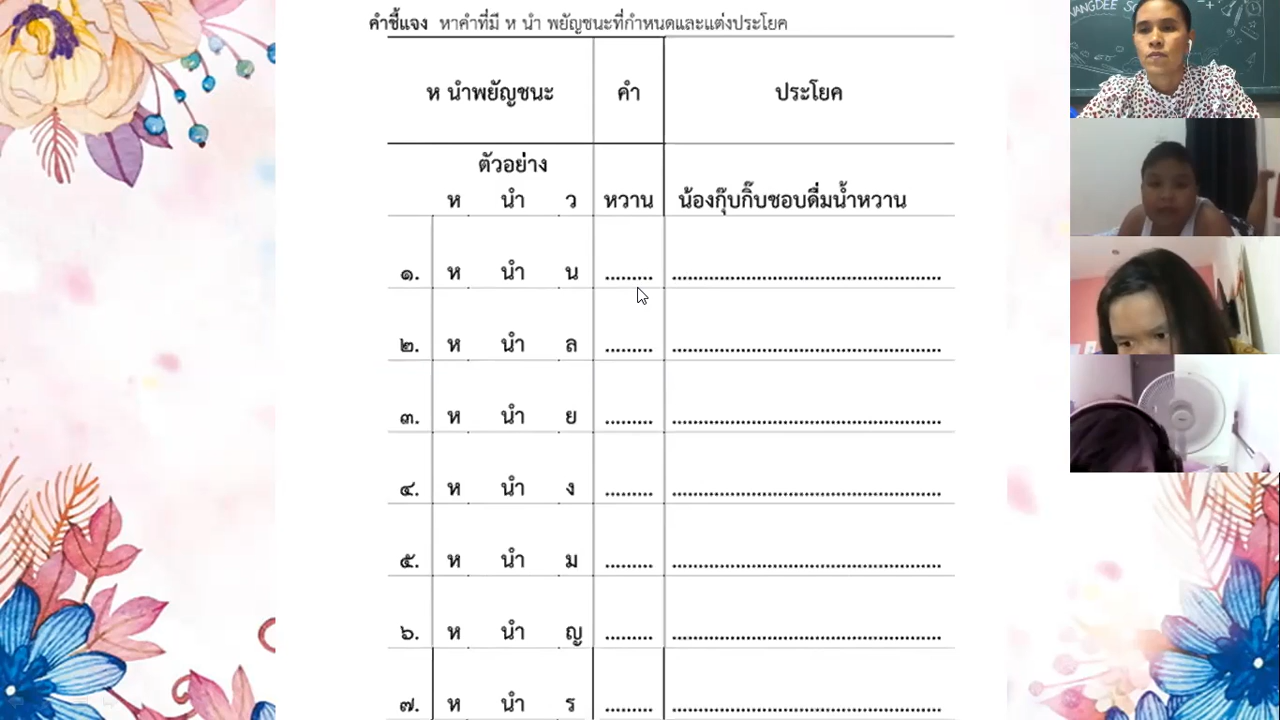 คำชี้แจง หาคำที่มี ห นำ พยัญชนะที่กำหนดและแต่งประโยค
ห นำพยัญชนะ คำ ประโยค
ตัวอย่าง
ห นำ ว หวาน น้องกุ๊บกิ๊บชอบดื่มน้ำหวาน
๑. ห นำ น ......... .............................................
๒. ห นำ ล ......... .............................................
๓. ห นำ ย ......... .............................................
๔. ห นำ ง ......... .............................................
๕. ห นำ ม ......... .............................................
๖. ห นำ ญ ......... .............................................
๗. ห นำ ร ......... .............................................